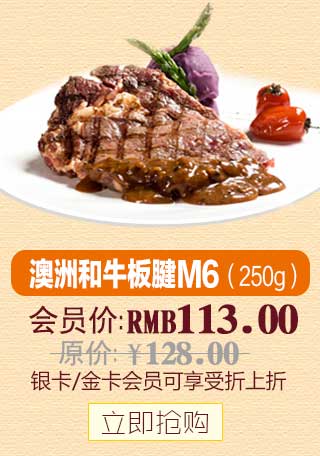 澳洲和牛板腱M6（250g）
会员价:RMB113.00
原价:¥128.00
银卡/金卡会员可享受折上折
立即抢购